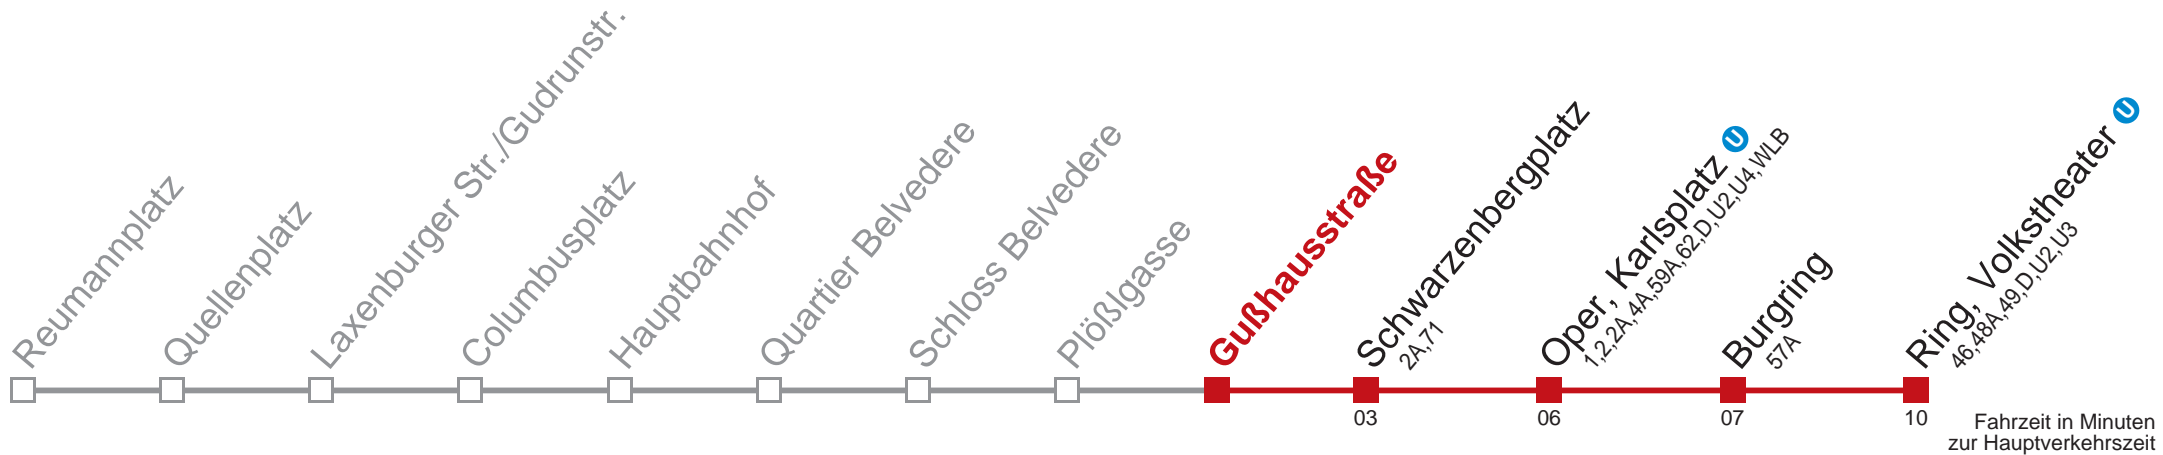 Reumannplatz
Quellenplatz
Laxenburger Str./Gudrunstr.
Columbusplatz
Hauptbahnhof
Quartier Belvedere
Schloss Belvedere
Plößlgasse
Gußhausstraße
Schwarzenbergplatz
2A,71
Oper, Karlsplatz U
1,2,2A,4A,59A,62,D,U2,U4,WLB
Burgring
57A
Ring, Volkstheater U
46,48A,49,D,U2,U3
03
06
07
10
Fahrzeit in Minuten
zur Hauptverkehrszeit